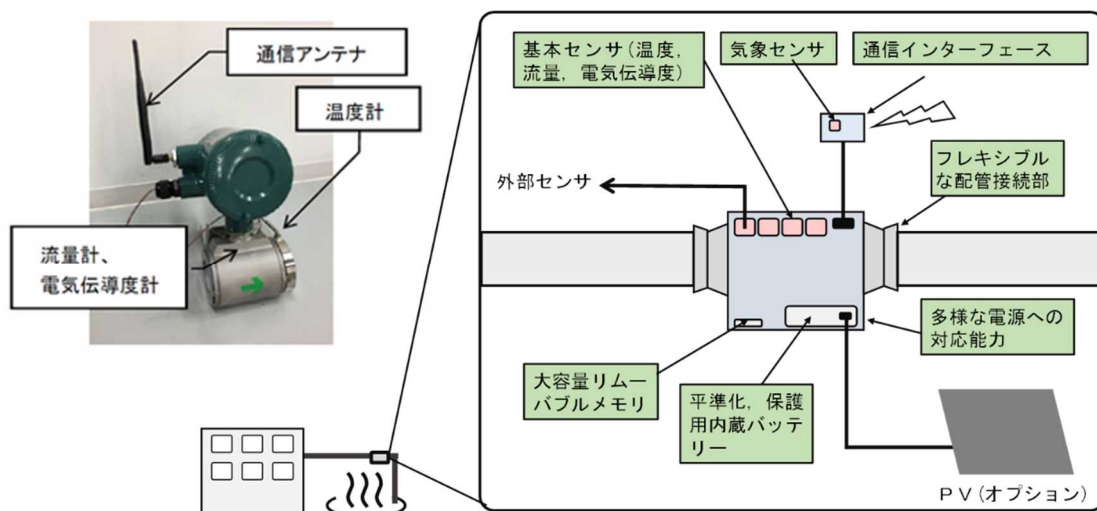 通信アンテナ
温度計
流量計、
電気伝導度計
基本センサ(温度,
流量, 電気伝導度)
気象センサ
通信インターフェース
フレキシブル
な配管接続部
外部センサ
多様な電源への
対応能力
大容量リムー
バブルメモリ
平準化, 保護
用内蔵バッテ
リー
PV(オプション)